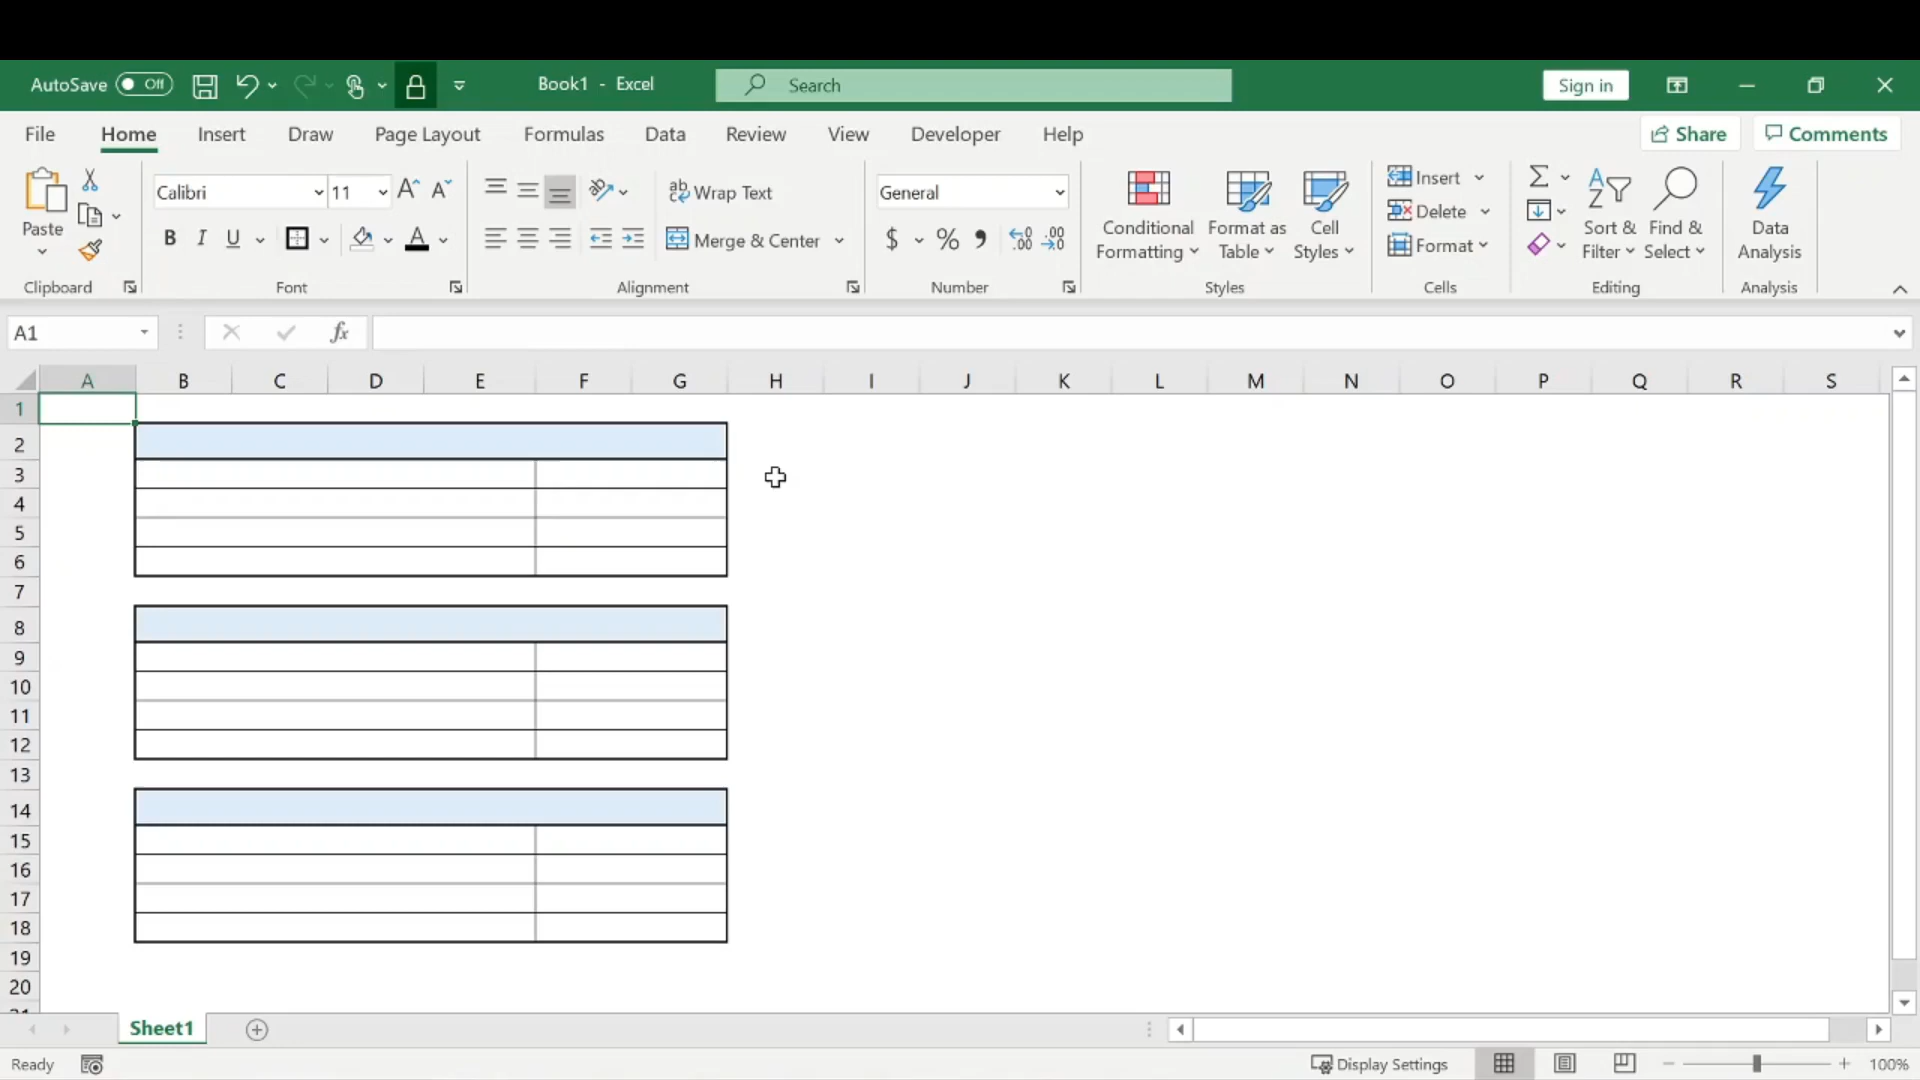 AutoSave Off Book1 - Excel Search Sign in
File Home Insert Draw Page Layout Formulas Data Review View Developer Help Share Comments
Paste Calibri 11 A A ab Wrap Text General Conditional Formatting Format as Table Cell Styles Insert Sort & Filter Find & Select Data Analysis
B I U A Merge & Center $ % Delete
Format
Clipboard Font Alignment Number Styles Cells Editing Analysis
A1 fx
A B C D E F G H I J K L M N O P Q R S
1
2
3
4
5
6
7
8
9
10
11
12
13
14
15
16
17
18
19
20
Sheet1
Ready Display Settings 100%